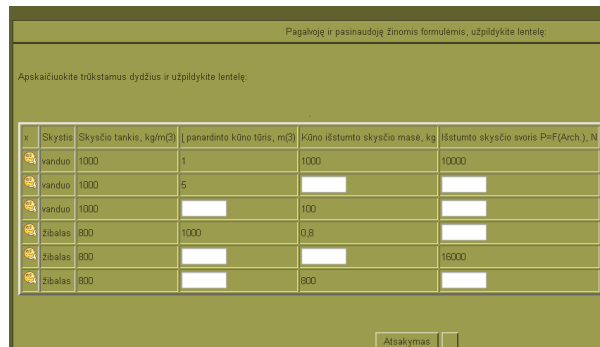 Pagalvoję ir pasinaudoję žinomis formulėmis, užpildykite lentelę:
Apskaičiuokite trūkstamus dydžius ir užpildykite lentelę:
x Skystis Skysčio tankis, kg/m(3) Į panardinto kūno tūris, m(3) Kūno išstumto skysčio masė, kg Išstumto skysčio svoris P=F(Arch.), N
vanduo 1000 1 1000 10000
vanduo 1000 5
vanduo 1000 100
žibalas 800 1000 0,8
žibalas 800 16000
žibalas 800 800
Atsakymas